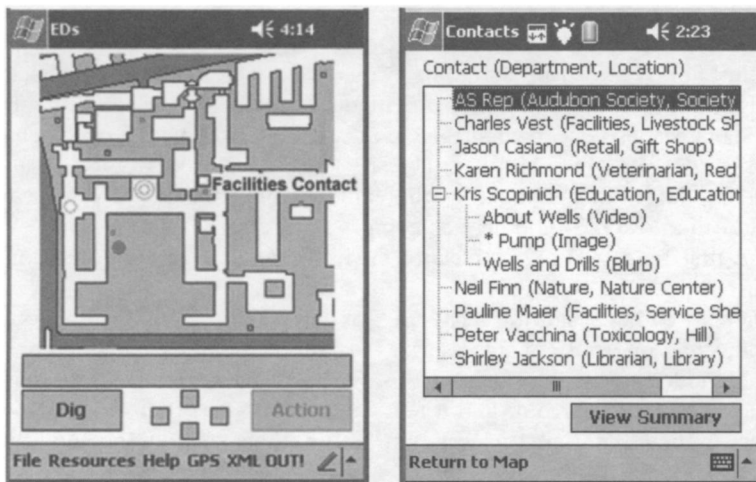 EDs 4:14
Facilities Contact
Dig Action
File Resources Help GPS XML OUT!
Contacts 2:23
Contact (Department, Location)
AS Rep (Audubon Society, Society
Charles Vest (Facilities, Livestock Sh
Jason Casiano (Retail, Gift Shop)
Karen Richmond (Veterinarian, Red
Kris Scopinich (Education, Education
About Wells (Video)
* Pump (Image)
Wells and Drills (Blurb)
Neil Finn (Nature, Nature Center)
Pauline Maier (Facilities, Service She
Peter Vacchina (Toxicology, Hill)
Shirley Jackson (Librarian, Library)
View Summary
Return to Map